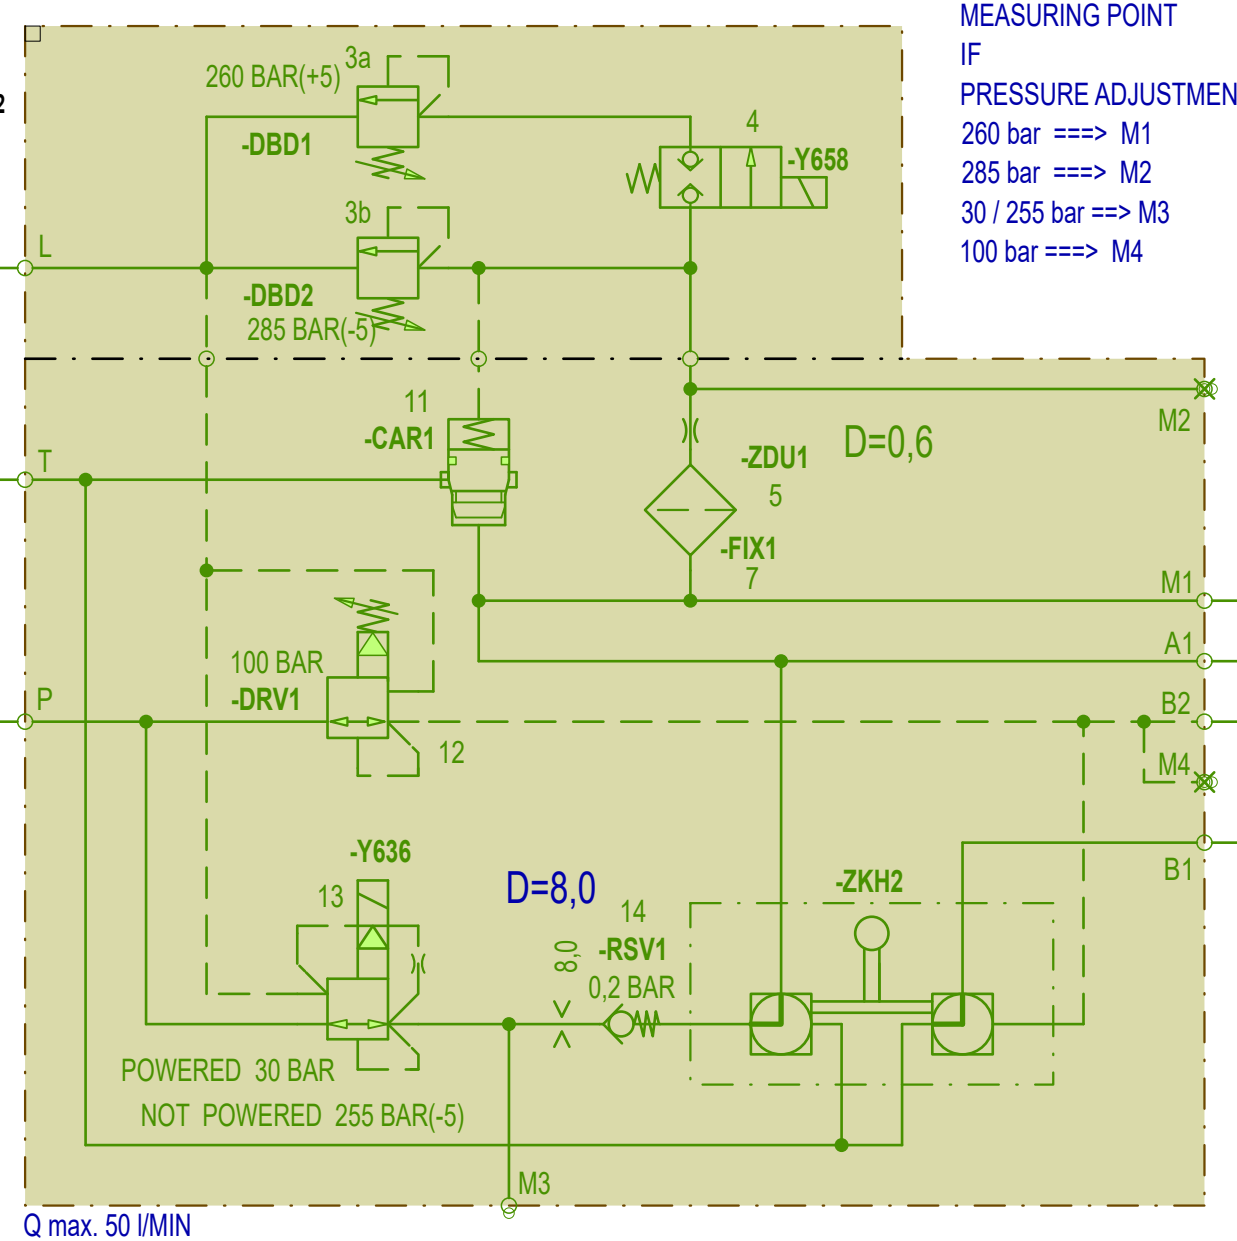 MEASURING POINT
IF
PRESSURE ADJUSTMEN
260 bar ===> M1
285 bar ===> M2
30 / 255 bar ==> M3
100 bar ===> M4
2
3a
260 BAR(+5)
-DBD1
4
-Y658
3b
L
-DBD2
285 BAR(-5)
11
-CAR1
M2
D=0,6
-ZDU1
5
T
-FIX1
7
M1
A1
100 BAR
-DRV1
P
B2
12
M4
-Y636
13
D=8,0
B1
-ZKH2
14
-RSV1
8,0
0,2 BAR
POWERED 30 BAR
NOT POWERED 255 BAR(-5)
M3
Q max. 50 l/MIN